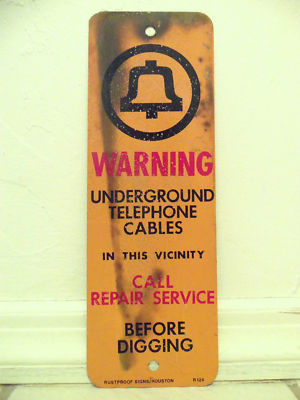 WARNING
UNDERGROUND
TELEPHONE
CABLES
IN THIS VICINITY
CALL
REPAIR SERVICE
BEFORE
DIGGING
RUSTPROOF SIGNS/HOUSTON R124